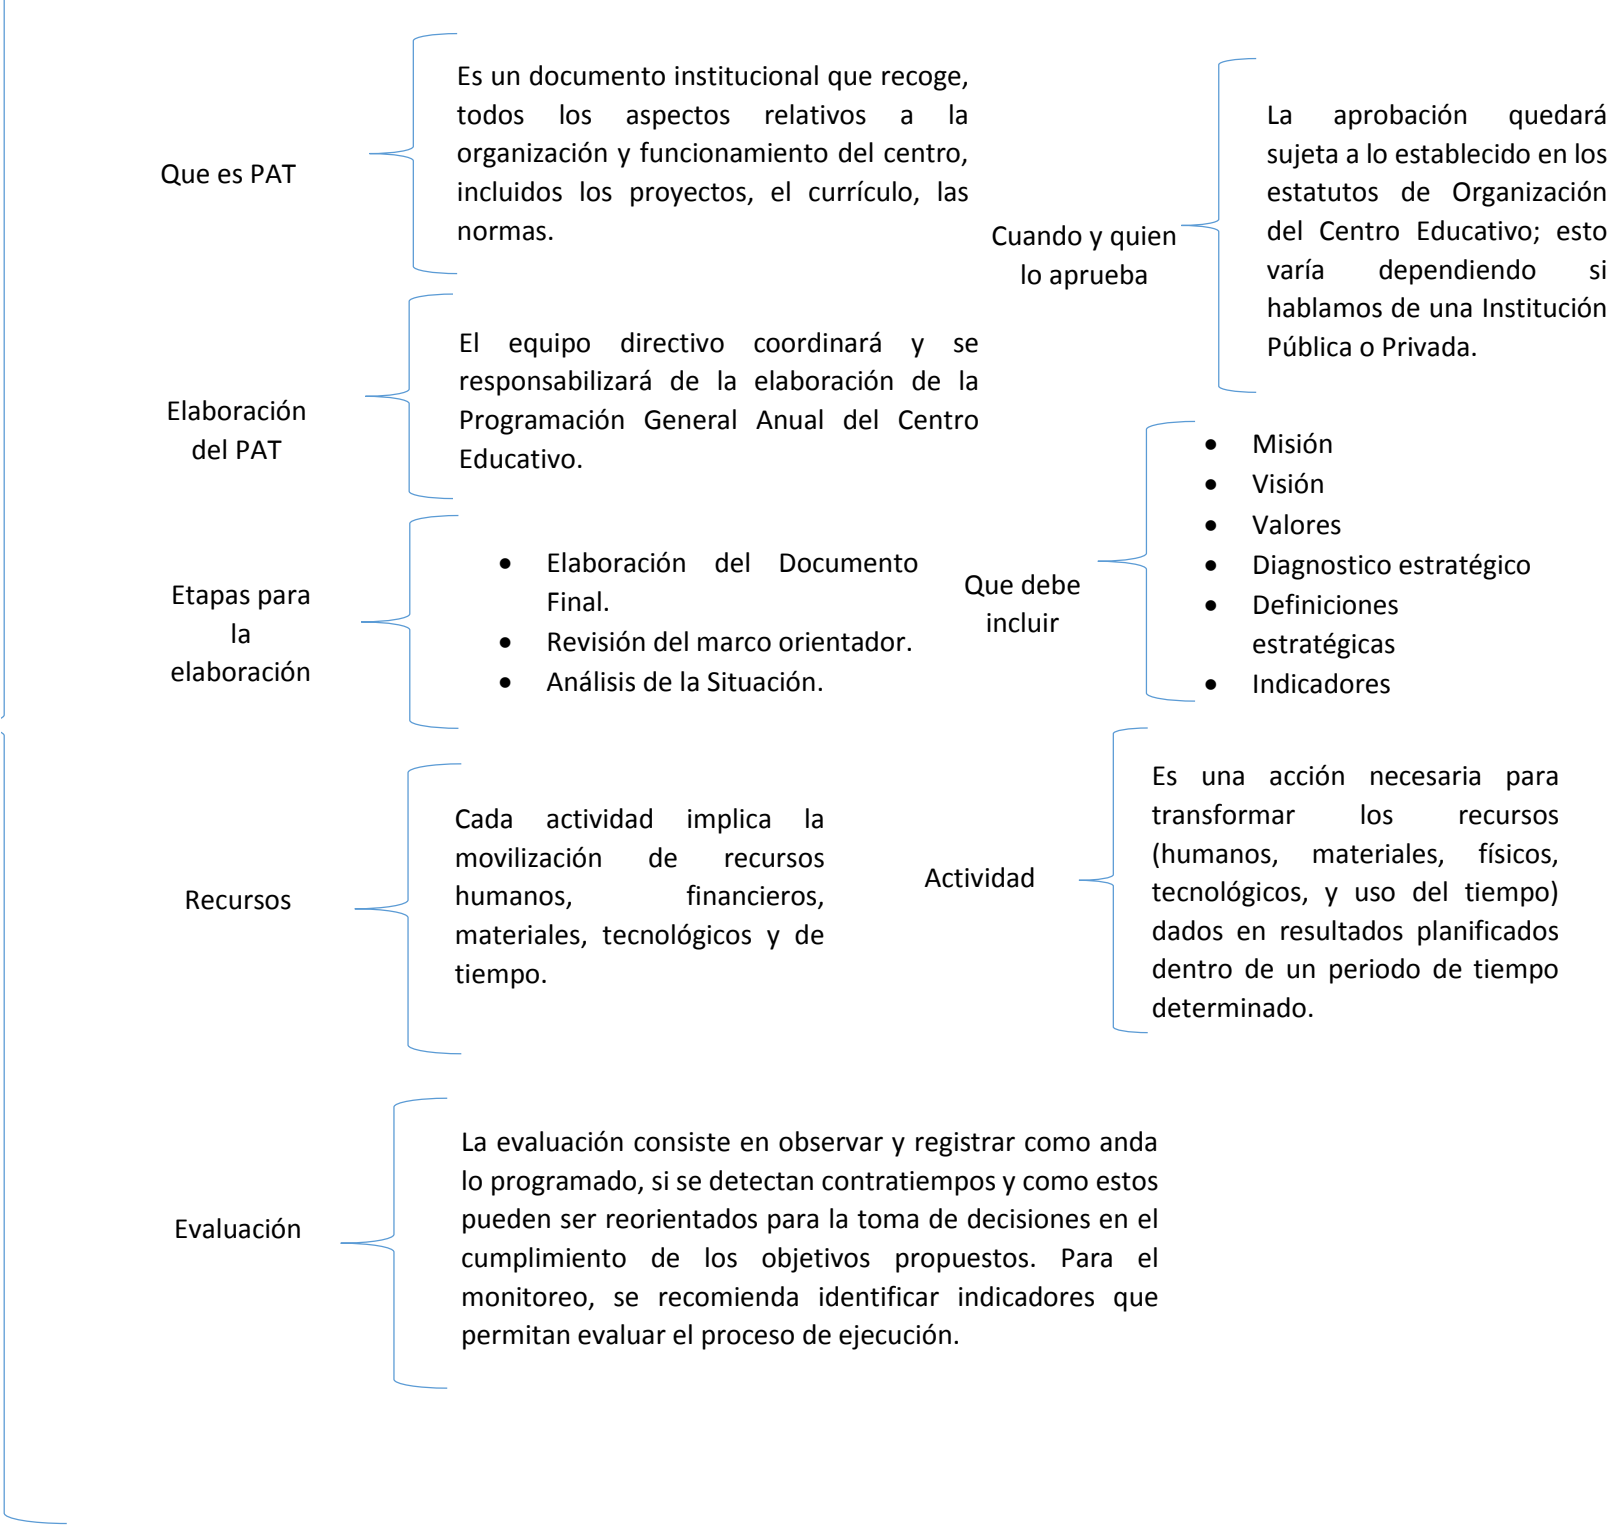 Que es PAT
Es un documento institucional que recoge,
todos los aspectos relativos a la
organización y funcionamiento del centro,
incluidos los proyectos, el currículo, las
normas.
Cuando y quien
lo aprueba
La aprobación quedará
sujeta a lo establecido en los
estatutos de Organización
del Centro Educativo; esto
varía dependiendo si
hablamos de una Institución
Pública o Privada.
Elaboración
del PAT
El equipo directivo coordinará y se
responsabilizará de la elaboración de la
Programación General Anual del Centro
Educativo.
Etapas para
la
elaboración
• Elaboración del Documento
Final.
• Revisión del marco orientador.
• Análisis de la Situación.
Que debe
incluir
• Misión
• Visión
• Valores
• Diagnostico estratégico
• Definiciones
estratégicas
• Indicadores
Recursos
Cada actividad implica la
movilización de recursos
humanos, financieros,
materiales, tecnológicos y de
tiempo.
Actividad
Es una acción necesaria para
transformar los recursos
(humanos, materiales, físicos,
tecnológicos, y uso del tiempo)
dados en resultados planificados
dentro de un periodo de tiempo
determinado.
Evaluación
La evaluación consiste en observar y registrar como anda
lo programado, si se detectan contratiempos y como estos
pueden ser reorientados para la toma de decisiones en el
cumplimiento de los objetivos propuestos. Para el
monitoreo, se recomienda identificar indicadores que
permitan evaluar el proceso de ejecución.